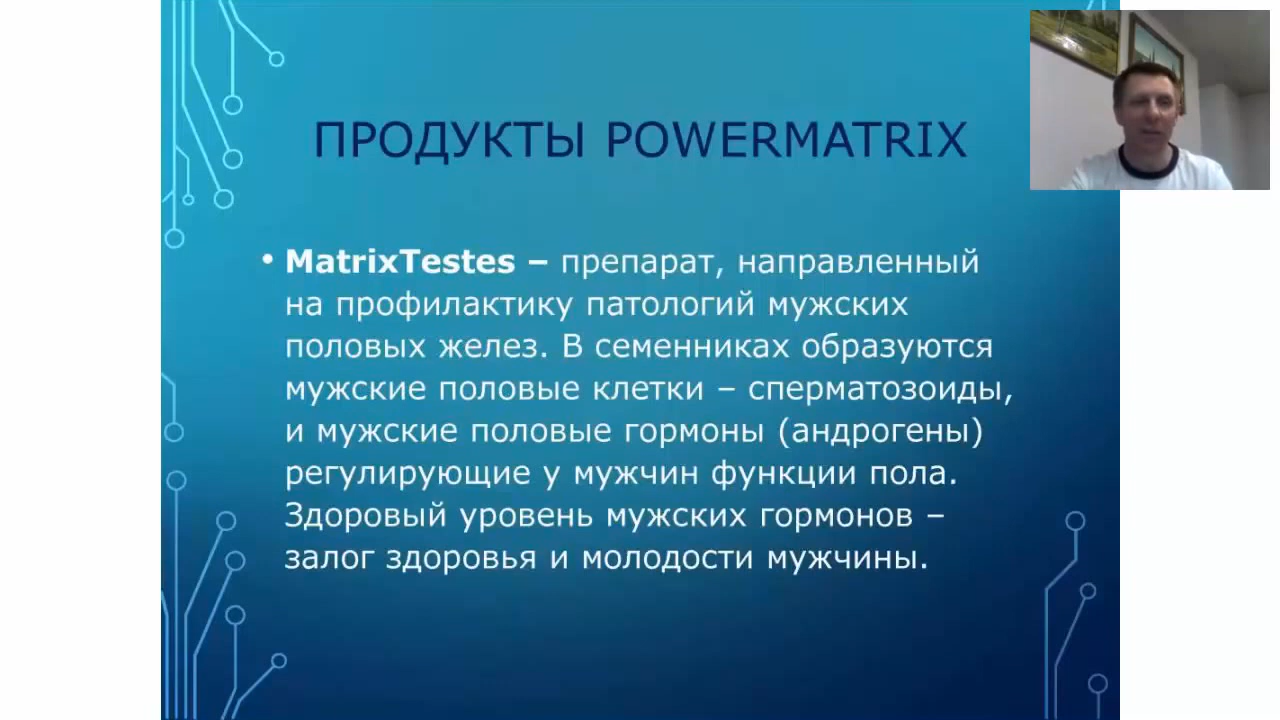 ПРОДУКТЫ POWERMATRIX
• MatrixTestes – препарат, направленный
на профилактику патологий мужских
половых желез. В семенниках образуются
мужские половые клетки – сперматозоиды,
и мужские половые гормоны (андрогены)
регулирующие у мужчин функции пола.
Здоровый уровень мужских гормонов –
залог здоровья и молодости мужчины.